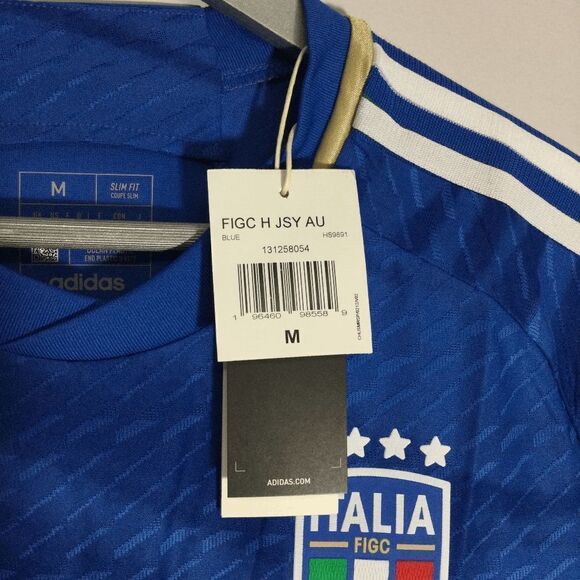 M
SLIM FIT
COUPE SLIM
adidas
FIGC H JSY AU
BLUE HS9891
131258054
1 96460 98558 9
M
ADIDAS.COM
ITALIA
FIGC